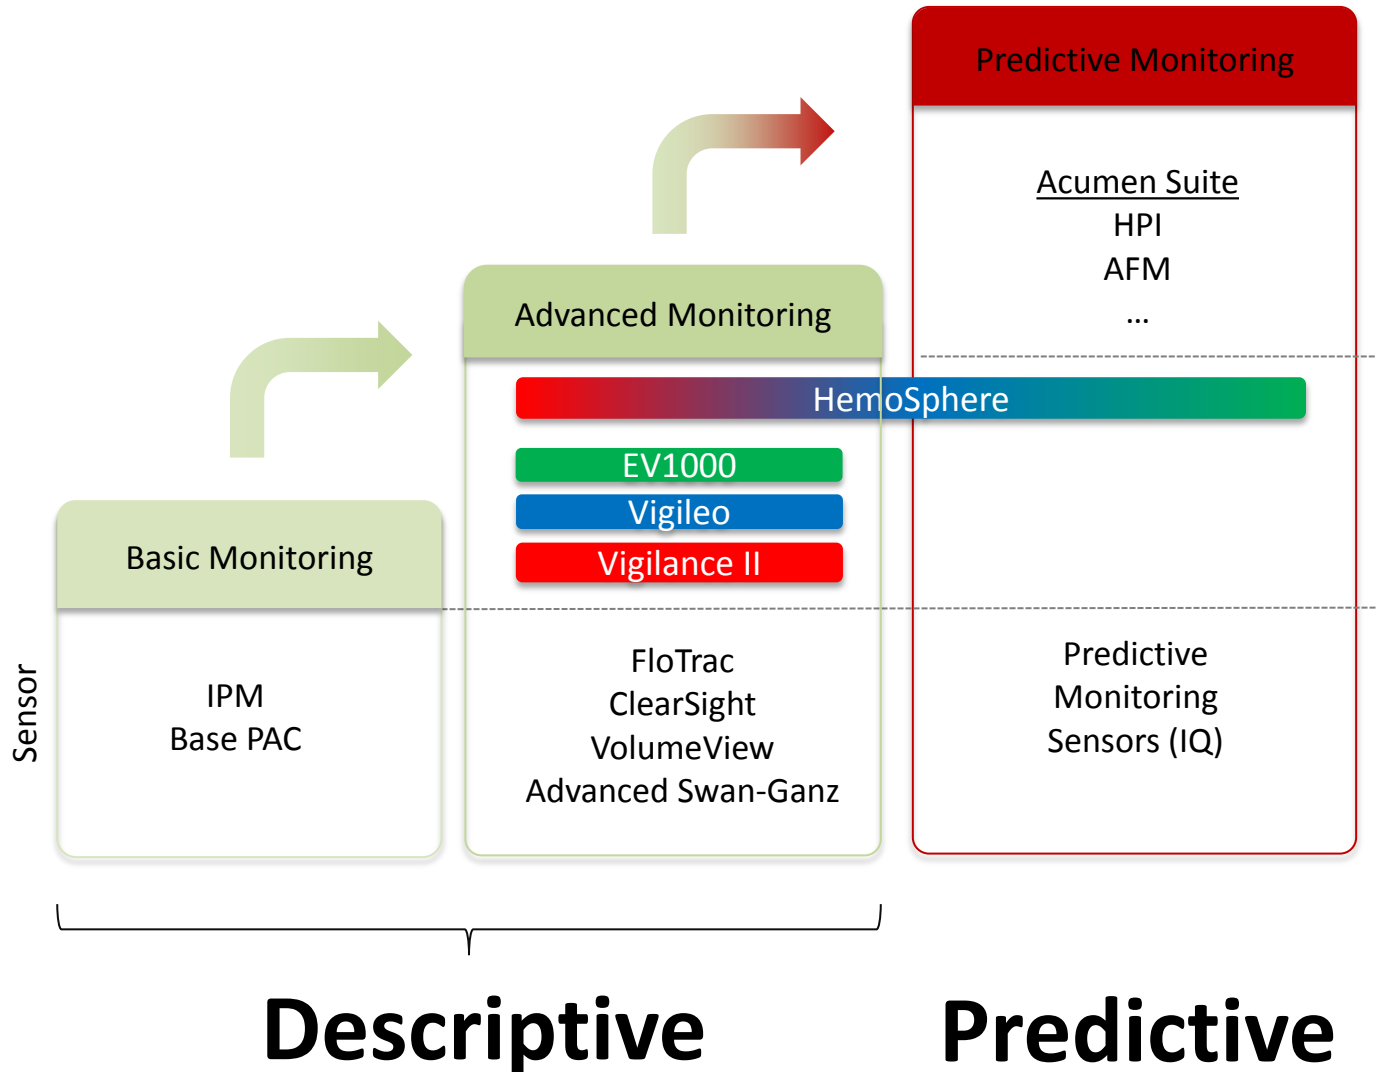 Predictive Monitoring
Acumen Suite
HPI
AFM
...
Advanced Monitoring
HemoSphere
EV1000
Vigileo
Vigilance II
Basic Monitoring
Sensor
IPM
Base PAC
FloTrac
ClearSight
VolumeView
Advanced Swan-Ganz
Predictive
Monitoring
Sensors (IQ)
Descriptive
Predictive